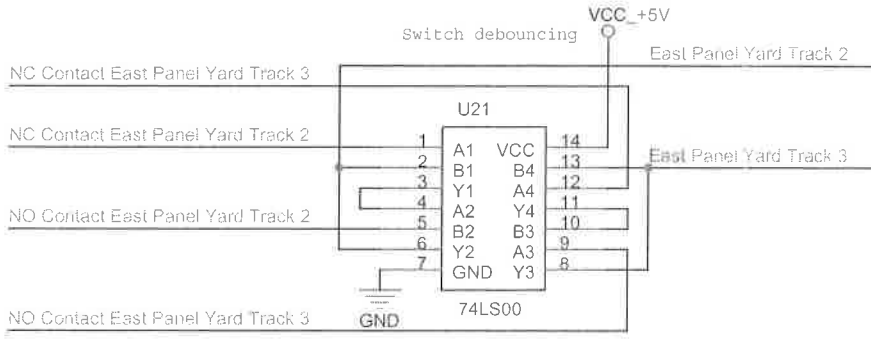 VCC_+5V
Switch debouncing
East Panel Yard Track 2
NC Contact East Panel Yard Track 3
U21
NC Contact East Panel Yard Track 2
1 A1 VCC 14
2 B1 B4 13
East Panel Yard Track 3
3 Y1 A4 12
4 A2 Y4 11
NO Contact East Panel Yard Track 2
5 B2 B3 10
6 Y2 A3 9
7 GND Y3 8
74LS00
GND
NO Contact East Panel Yard Track 3